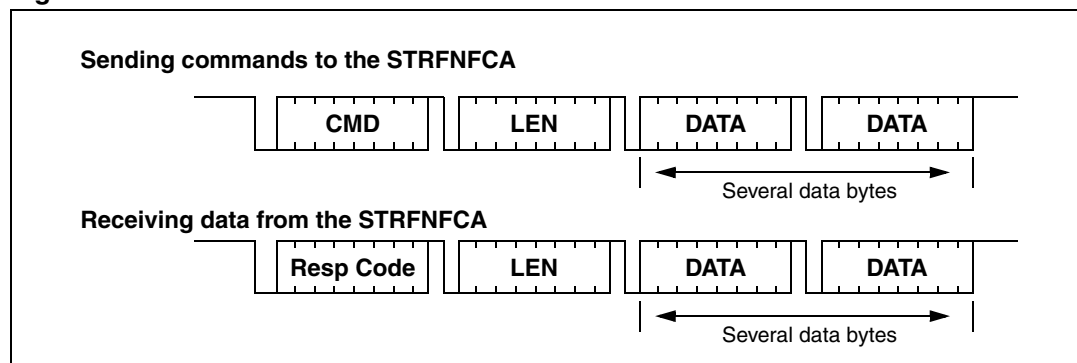 Sending commands to the STRFNFCA
CMD LEN DATA DATA
Several data bytes
Receiving data from the STRFNFCA
Resp Code LEN DATA DATA
Several data bytes